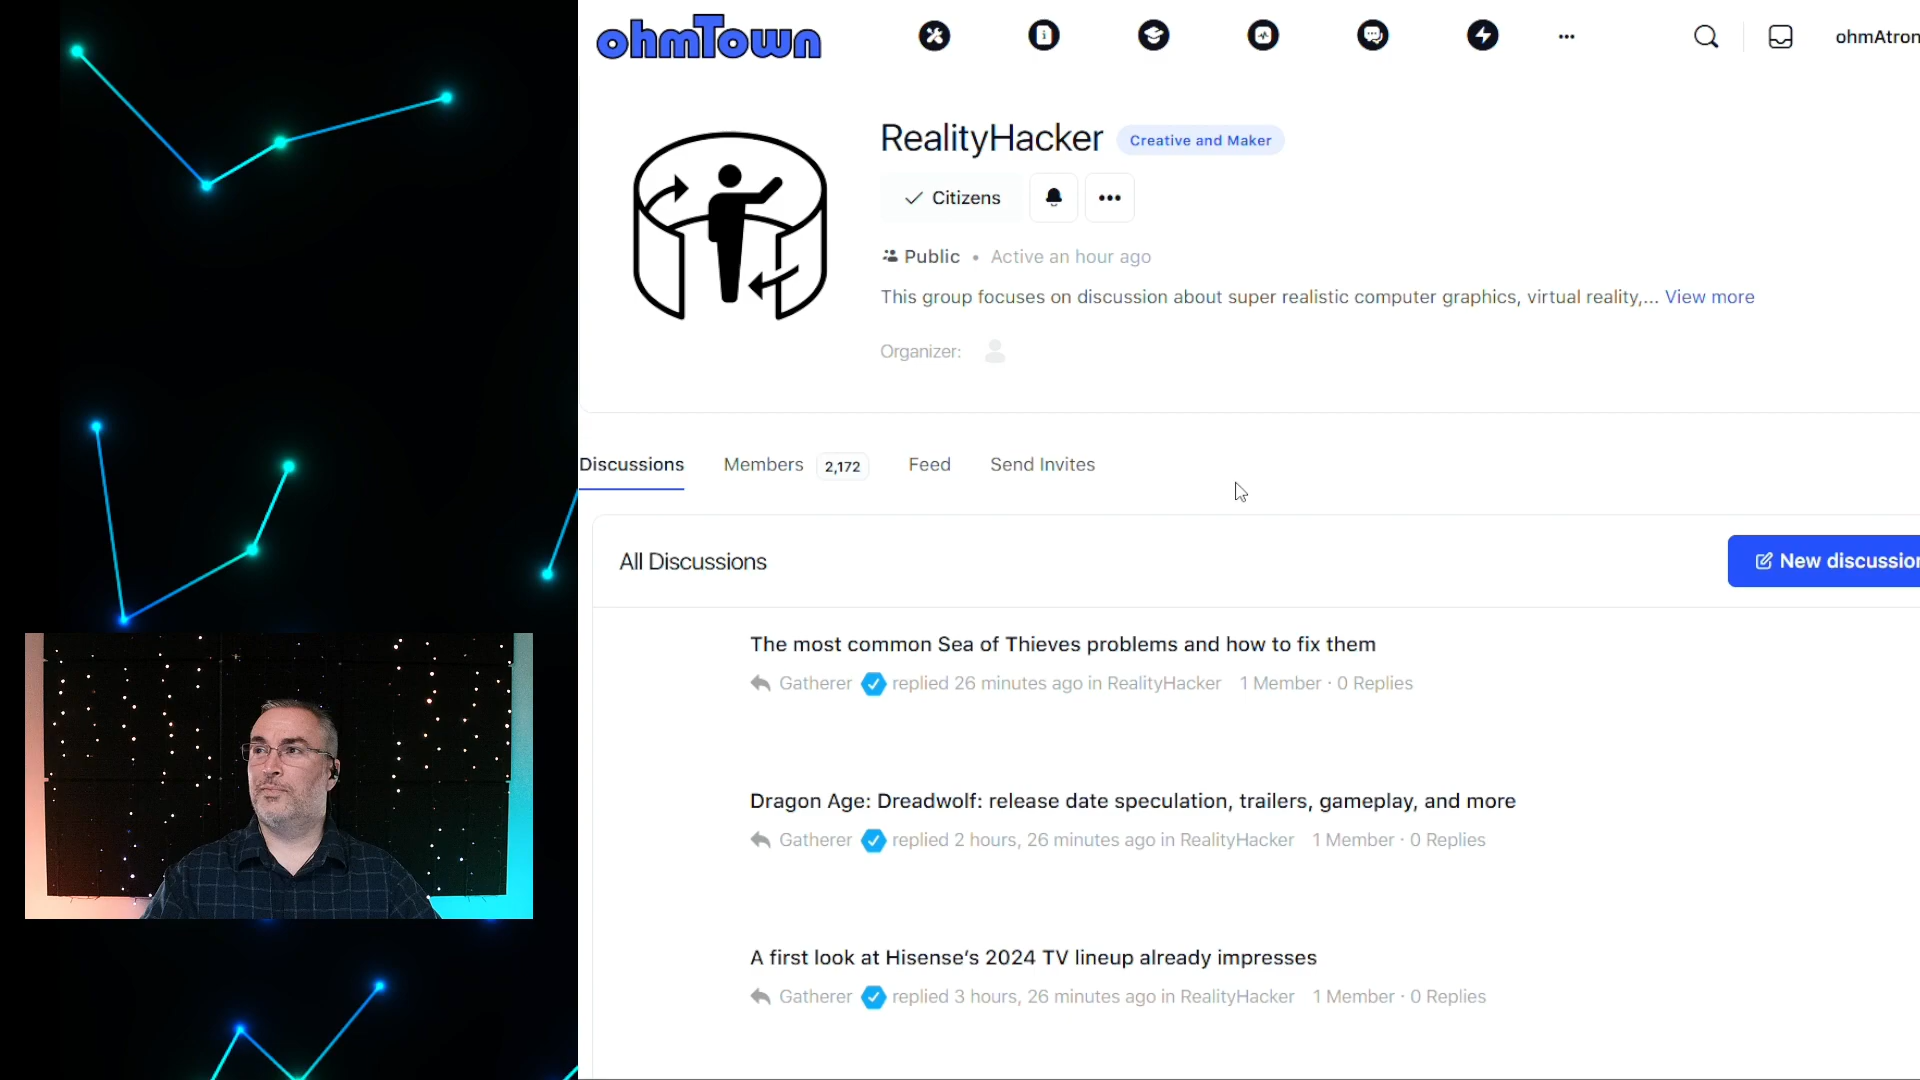 ohmTown
ohmAtron
RealityHacker Creative and Maker
Citizens
Public • Active an hour ago
This group focuses on discussion about super realistic computer graphics, virtual reality,... View more
Organizer:
Discussions Members 2,172 Feed Send Invites
All Discussions
New discussion
The most common Sea of Thieves problems and how to fix them
Gatherer replied 26 minutes ago in RealityHacker 1 Member · 0 Replies
Dragon Age: Dreadwolf: release date speculation, trailers, gameplay, and more
Gatherer replied 2 hours, 26 minutes ago in RealityHacker 1 Member · 0 Replies
A first look at Hisense’s 2024 TV lineup already impresses
Gatherer replied 3 hours, 26 minutes ago in RealityHacker 1 Member · 0 Replies